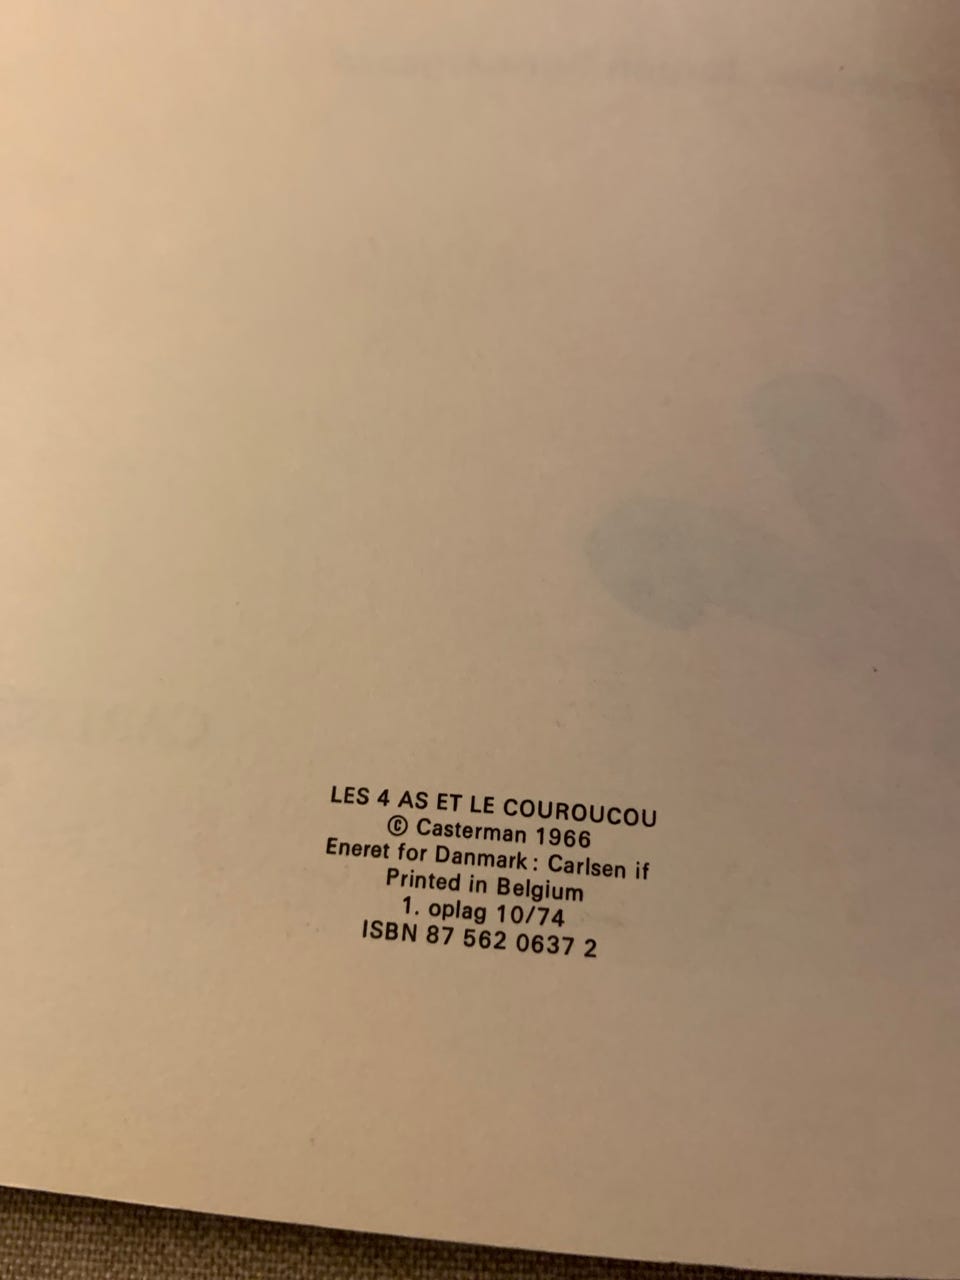 LES 4 AS ET LE COUROUCOU
© Casterman 1966
Eneret for Danmark : Carlsen if
Printed in Belgium
1. oplag 10/74
ISBN 87 562 0637 2